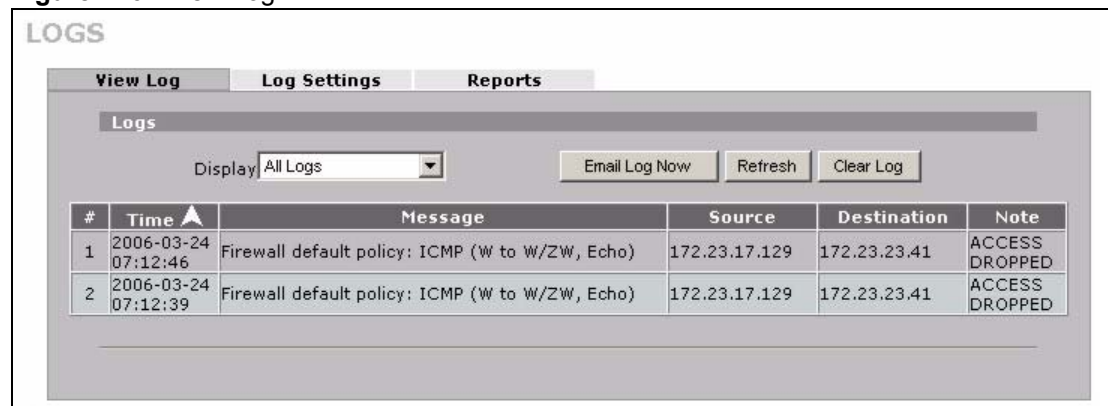 LOGS
View Log Log Settings Reports
Logs
Display All Logs Email Log Now Refresh Clear Log
# Time Message Source Destination Note
1 2006-03-24 07:12:46 Firewall default policy: ICMP (W to W/ZW, Echo) 172.23.17.129 172.23.23.41 ACCESS DROPPED
2 2006-03-24 07:12:39 Firewall default policy: ICMP (W to W/ZW, Echo) 172.23.17.129 172.23.23.41 ACCESS DROPPED